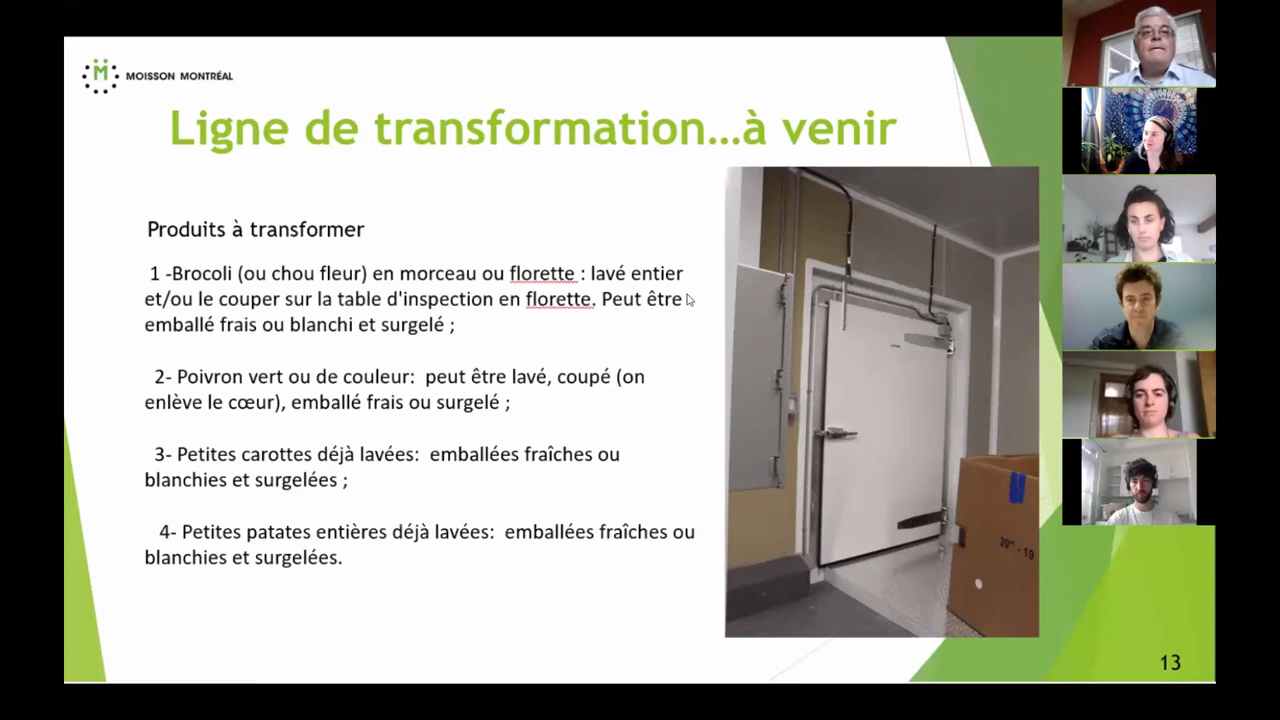 MOISSON MONTRÉAL
Ligne de transformation...à venir
Produits à transformer
1 -Brocoli (ou chou fleur) en morceau ou florette : lavé entier
et/ou le couper sur la table d'inspection en florette. Peut être
emballé frais ou blanchi et surgelé ;
2- Poivron vert ou de couleur: peut être lavé, coupé (on
enlève le cœur), emballé frais ou surgelé ;
3- Petites carottes déjà lavées: emballées fraîches ou
blanchies et surgelées ;
4- Petites patates entières déjà lavées: emballées fraîches ou
blanchies et surgelées.
39" - 19
13